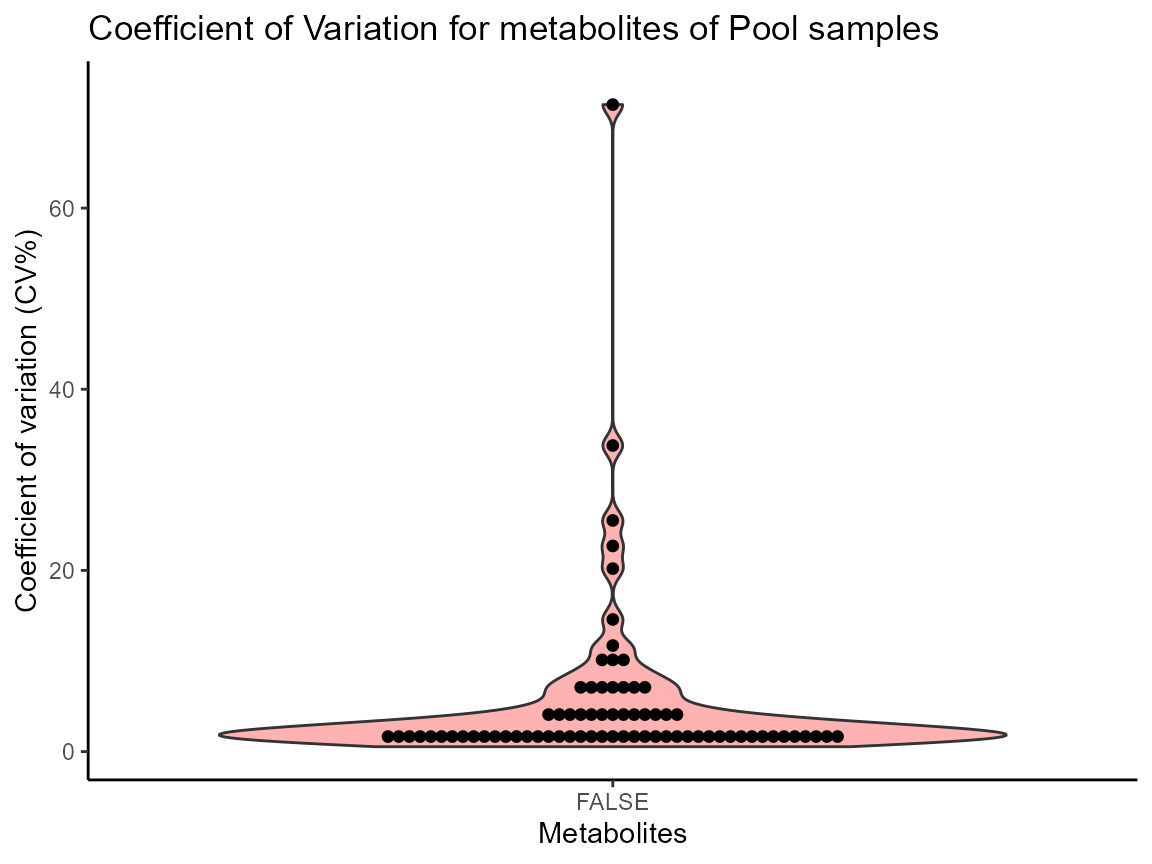 Coefficient of Variation for metabolites of Pool samples
Coefficient of variation (CV%)
60
40
20
0
FALSE
Metabolites